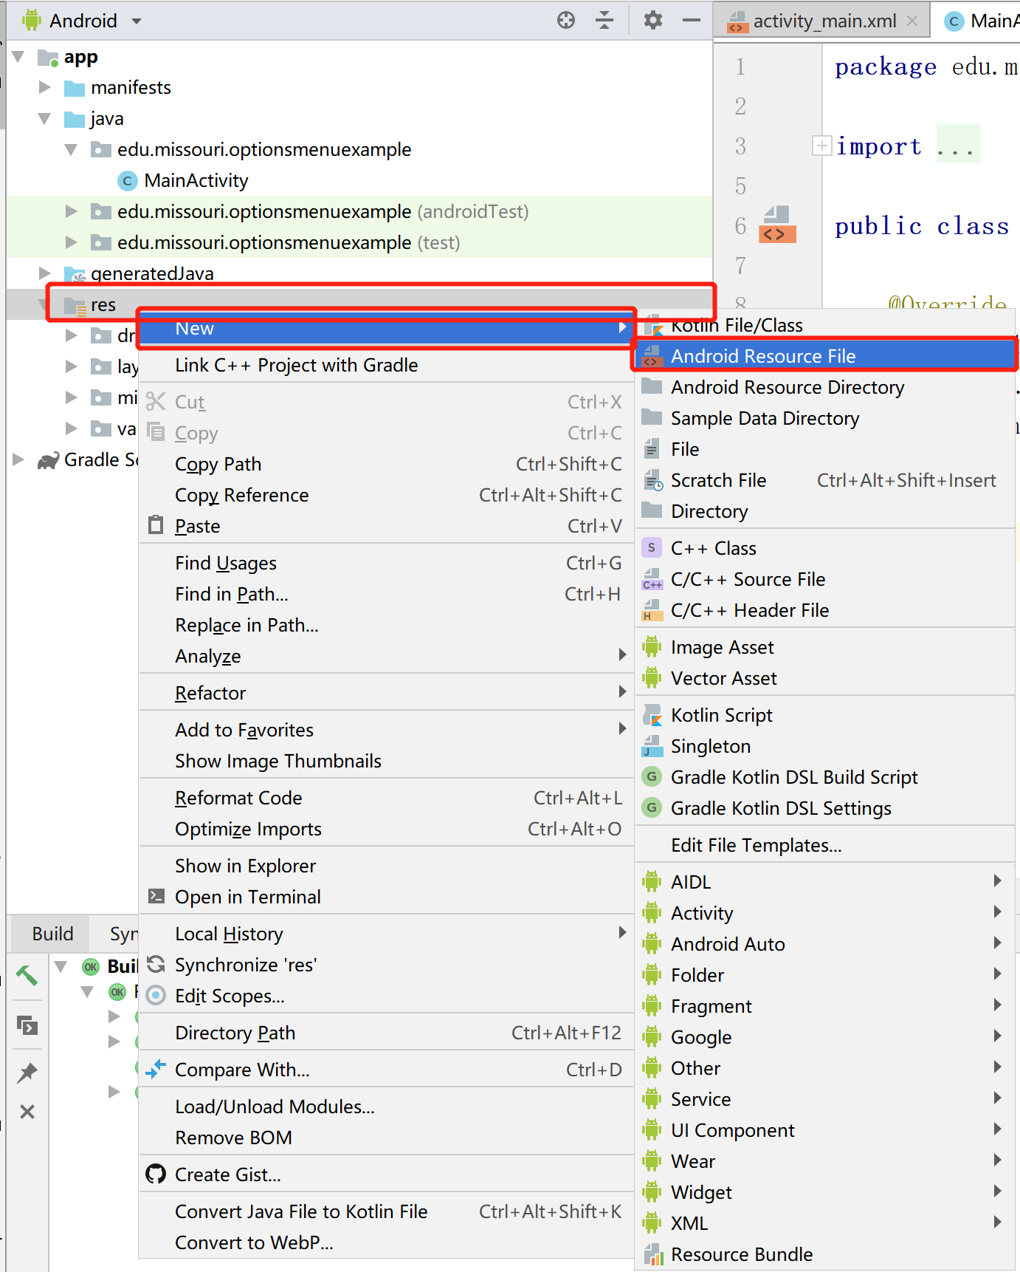 Android
activity_main.xml
MainA
app
manifests
java
edu.missouri.optionsmenuexample
MainActivity
edu.missouri.optionsmenuexample (androidTest)
edu.missouri.optionsmenuexample (test)
generatedJava
res
dr
lay
mi
va
Gradle Sc
1
package edu.m
2
3
import ...
5
6
public class
7
8
@Override
New
Link C++ Project with Gradle
Cut Ctrl+X
Copy Ctrl+C
Copy Path Ctrl+Shift+C
Copy Reference Ctrl+Alt+Shift+C
Paste Ctrl+V
Find Usages Ctrl+G
Find in Path... Ctrl+H
Replace in Path...
Analyze
Refactor
Add to Favorites
Show Image Thumbnails
Reformat Code Ctrl+Alt+L
Optimize Imports Ctrl+Alt+O
Show in Explorer
Open in Terminal
Local History
Synchronize 'res'
Edit Scopes...
Directory Path Ctrl+Alt+F12
Compare With... Ctrl+D
Load/Unload Modules...
Remove BOM
Create Gist...
Convert Java File to Kotlin File Ctrl+Alt+Shift+K
Convert to WebP...
Kotlin File/Class
Android Resource File
Android Resource Directory
Sample Data Directory
File
Scratch File Ctrl+Alt+Shift+Insert
Directory
S C++ Class
C++ C/C++ Source File
H C/C++ Header File
Image Asset
Vector Asset
Kotlin Script
J Singleton
G Gradle Kotlin DSL Build Script
G Gradle Kotlin DSL Settings
Edit File Templates...
AIDL
Activity
Android Auto
Folder
Fragment
Google
Other
Service
UI Component
Wear
Widget
XML
Resource Bundle
Build
Syn
OK Buil
OK